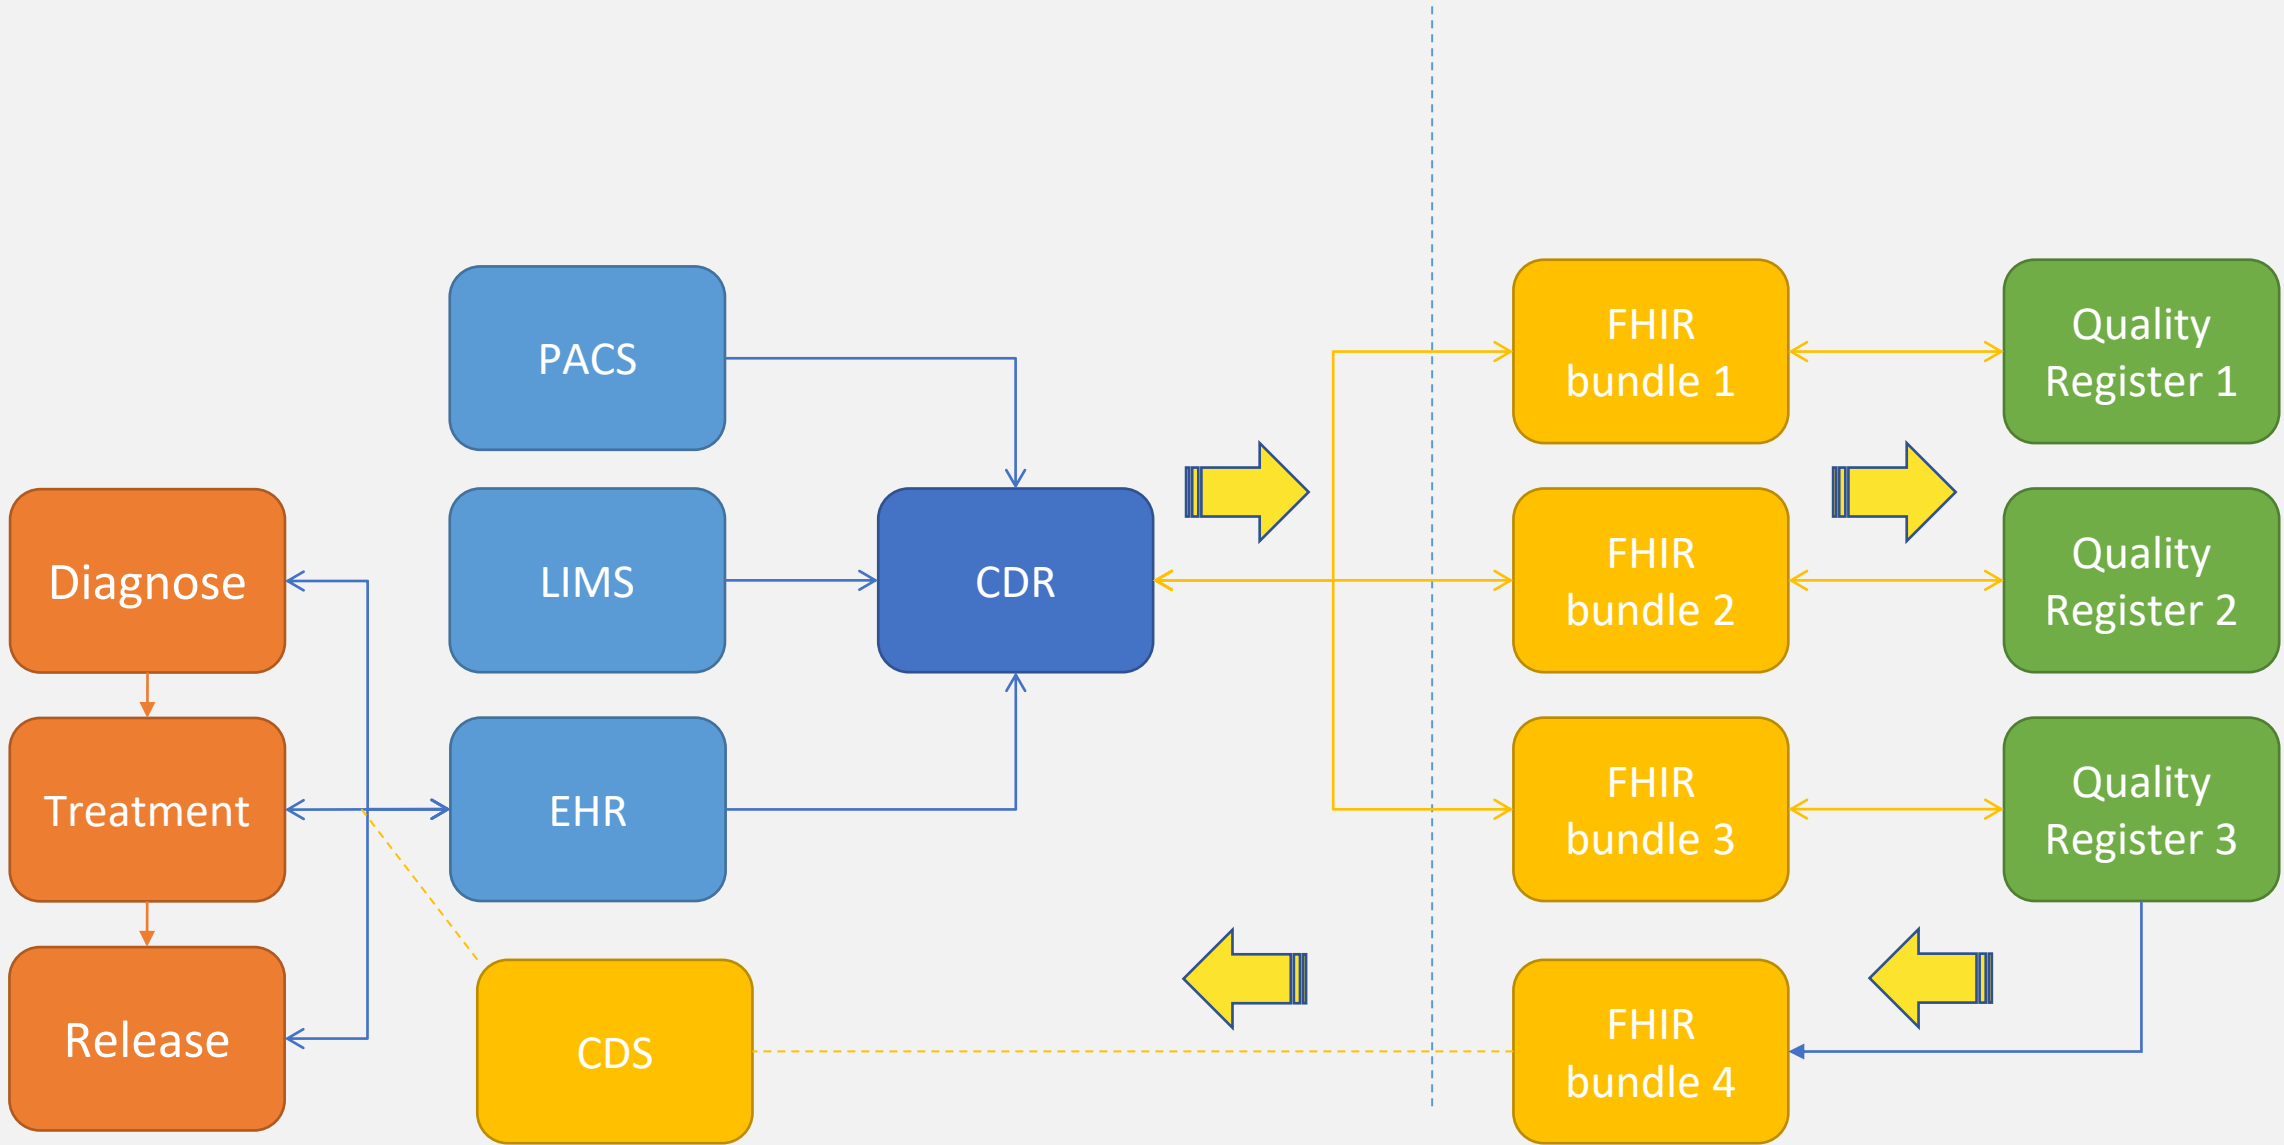 PACS
FHIR
bundle 1
Quality
Register 1
Diagnose
LIMS
CDR
FHIR
bundle 2
Quality
Register 2
Treatment
EHR
FHIR
bundle 3
Quality
Register 3
Release
CDS
FHIR
bundle 4